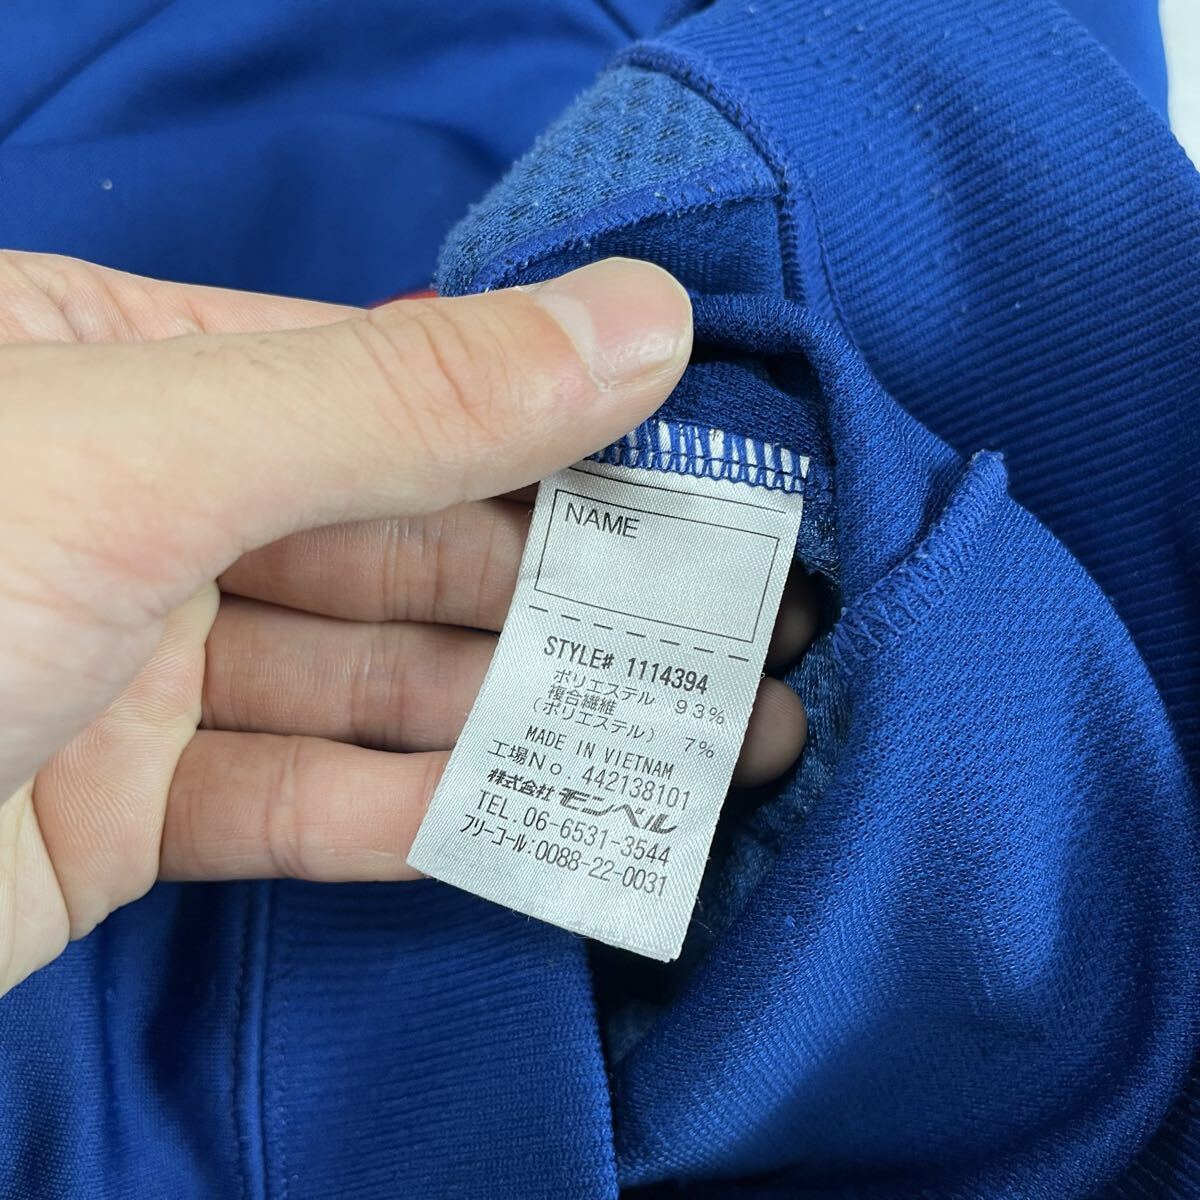 NAME
STYLE# 1114394
ポリエステル 93%
複合繊維
(ポリエステル) 7%
MADE IN VIETNAM
工場No. 442138101
株式会社 モンベル
TEL. 06-6531-3544
フリーコール:0088-22-0031